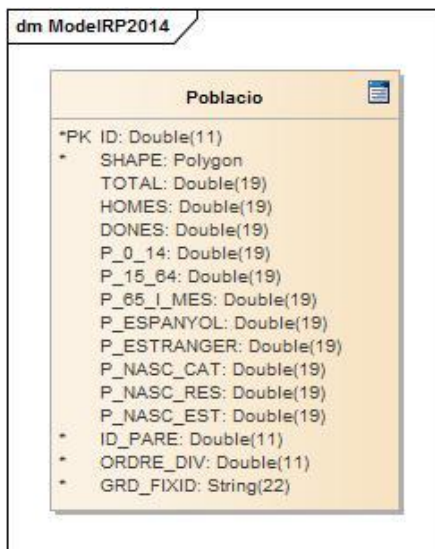 dm ModelRP2014
Poblacio
*PK ID: Double(11)
* SHAPE: Polygon
TOTAL: Double(19)
HOMES: Double(19)
DONES: Double(19)
P_0_14: Double(19)
P_15_64: Double(19)
P_65_I_MES: Double(19)
P_ESPANYOL: Double(19)
P_ESTRANGER: Double(19)
P_NASC_CAT: Double(19)
P_NASC_RES: Double(19)
P_NASC_EST: Double(19)
* ID_PARE: Double(11)
* ORDRE_DIV: Double(11)
* GRD_FIXID: String(22)